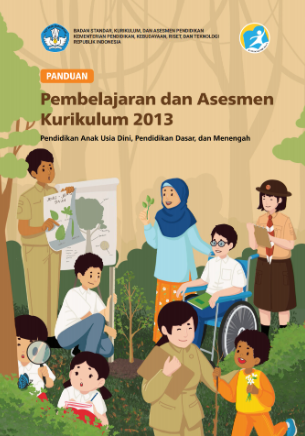 BADAN STANDAR, KURIKULUM, DAN ASESMEN PENDIDIKAN
KEMENTERIAN PENDIDIKAN, KEBUDAYAAN, RISET, DAN TEKNOLOGI
REPUBLIK INDONESIA
PANDUAN
Pembelajaran dan Asesmen
Kurikulum 2013
Pendidikan Anak Usia Dini, Pendidikan Dasar, dan Menengah